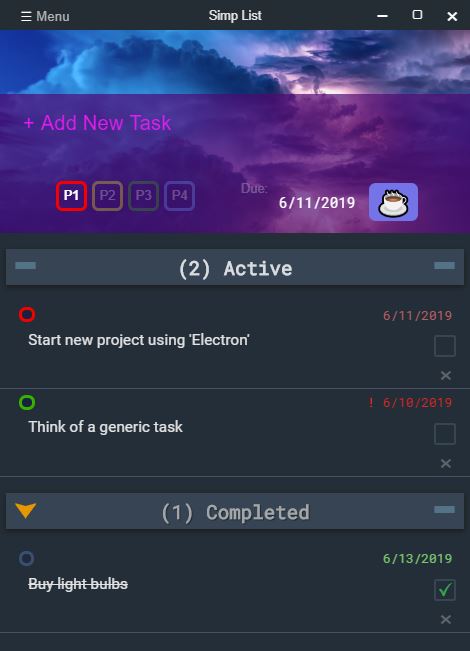 ☰ Menu
Simp List
+ Add New Task
P1 P2 P3 P4
Due: 6/11/2019
(2) Active
6/11/2019
Start new project using 'Electron'
! 6/10/2019
Think of a generic task
(1) Completed
6/13/2019
Buy light bulbs